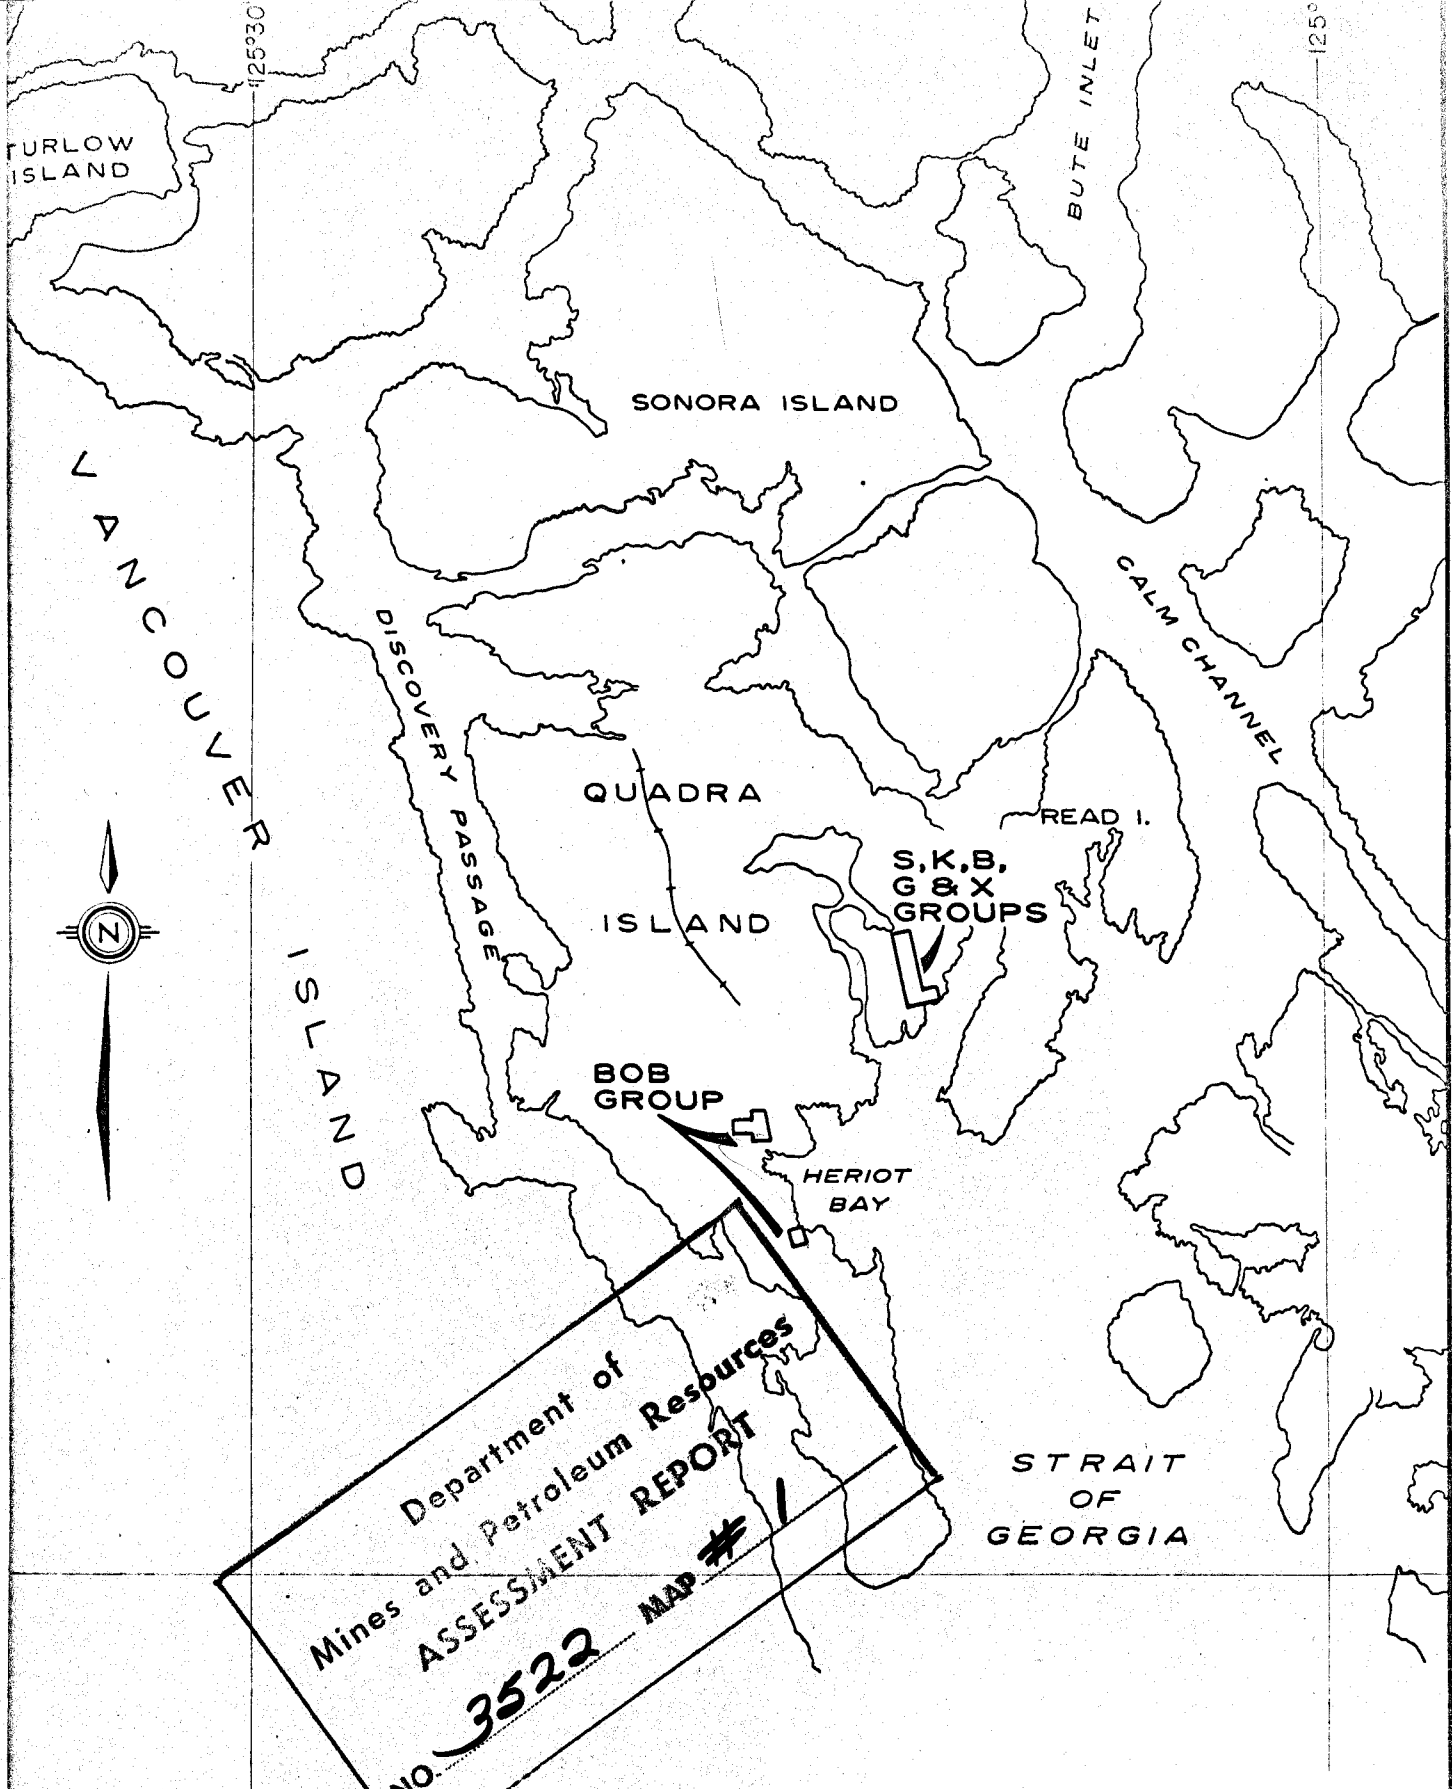 125°30
125°
BUTE INLET
TURLOW
ISLAND
SONORA ISLAND
VANCOUVER ISLAND
DISCOVERY PASSAGE
CALM CHANNEL
QUADRA
ISLAND
READ I.
S,K,B,
G & X
GROUPS
N
BOB
GROUP
HERIOT
BAY
STRAIT
OF
GEORGIA
Department of
Mines and Petroleum Resources
ASSESSMENT REPORT
NO 3522 MAP # 1